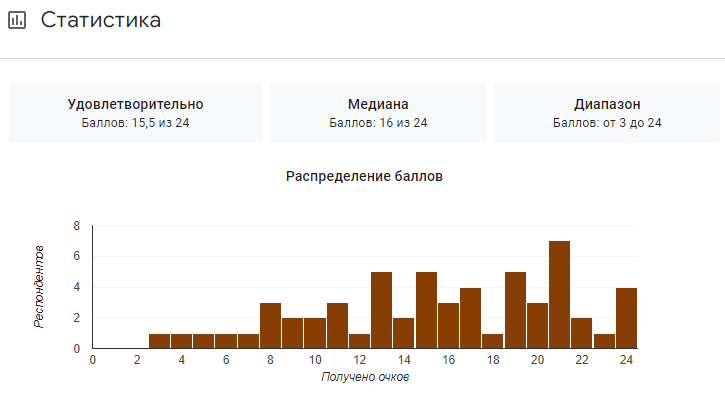 Статистика
Удовлетворительно Медиана Диапазон
Баллов: 15,5 из 24 Баллов: 16 из 24 Баллов: от 3 до 24
Распределение баллов
Респондентов
8
6
4
2
0
0 2 4 6 8 10 12 14 16 18 20 22 24
Получено очков